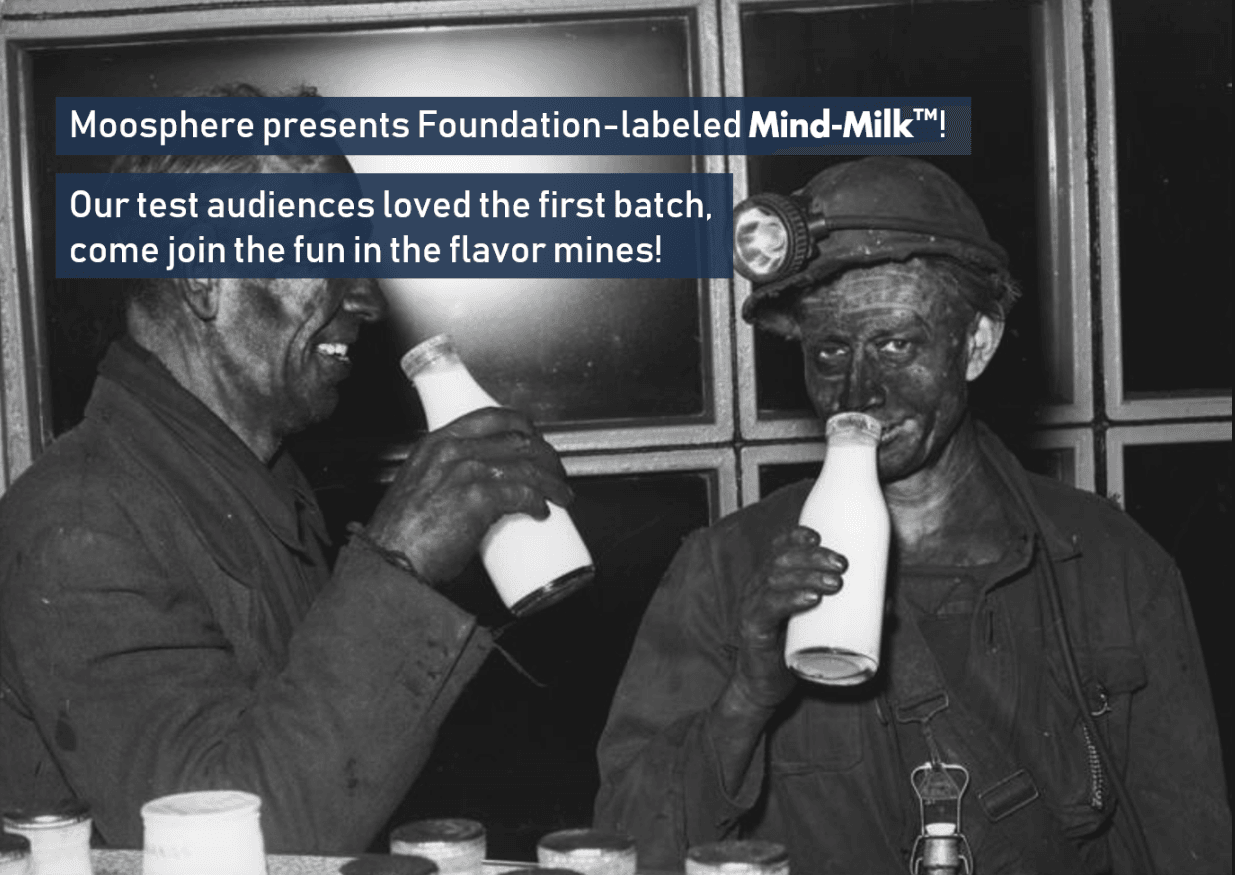 Moosphere presents Foundation-labeled Mind-Milk™!
Our test audiences loved the first batch,
come join the fun in the flavor mines!